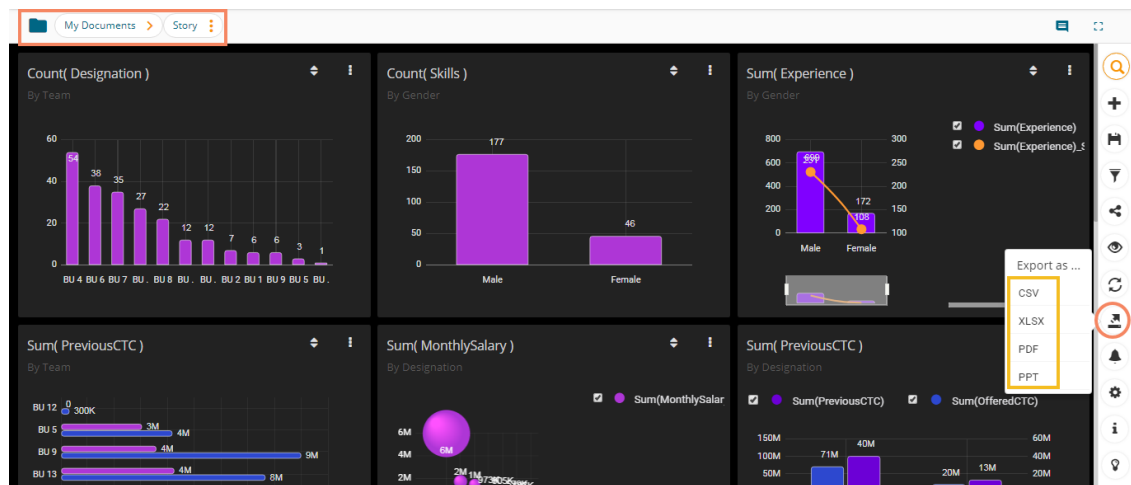 My Documents > Story
Count( Designation )
By Team
60
40
20
0
54
38
35
27
22
12
12
7
6
6
3
1
BU 4 BU 6 BU 7 BU . BU 8 BU . BU . BU 2 BU 1 BU 9 BU 5 BU .
Count( Skills )
By Gender
200
150
100
50
0
177
46
Male
Female
Sum( Experience )
By Gender
Sum(Experience)
800
600
400
200
0
300
250
200
150
100
172
108
Male
Female
Export as ...
CSV
XLSX
PDF
PPT
Sum( PreviousCTC )
By Team
BU 12
0
300K
BU 5
3M
4M
BU 9
4M
9M
BU 13
4M
8M
Sum( MonthlySalary )
By Designation
Sum(MonthlySalar
6M
4M
2M
6M
2M
1M
Sum( PreviousCTC )
By Designation
Sum(PreviousCTC)
Sum(OfferedCTC)
150M
100M
50M
71M
40M
20M
13M
60M
40M
20M